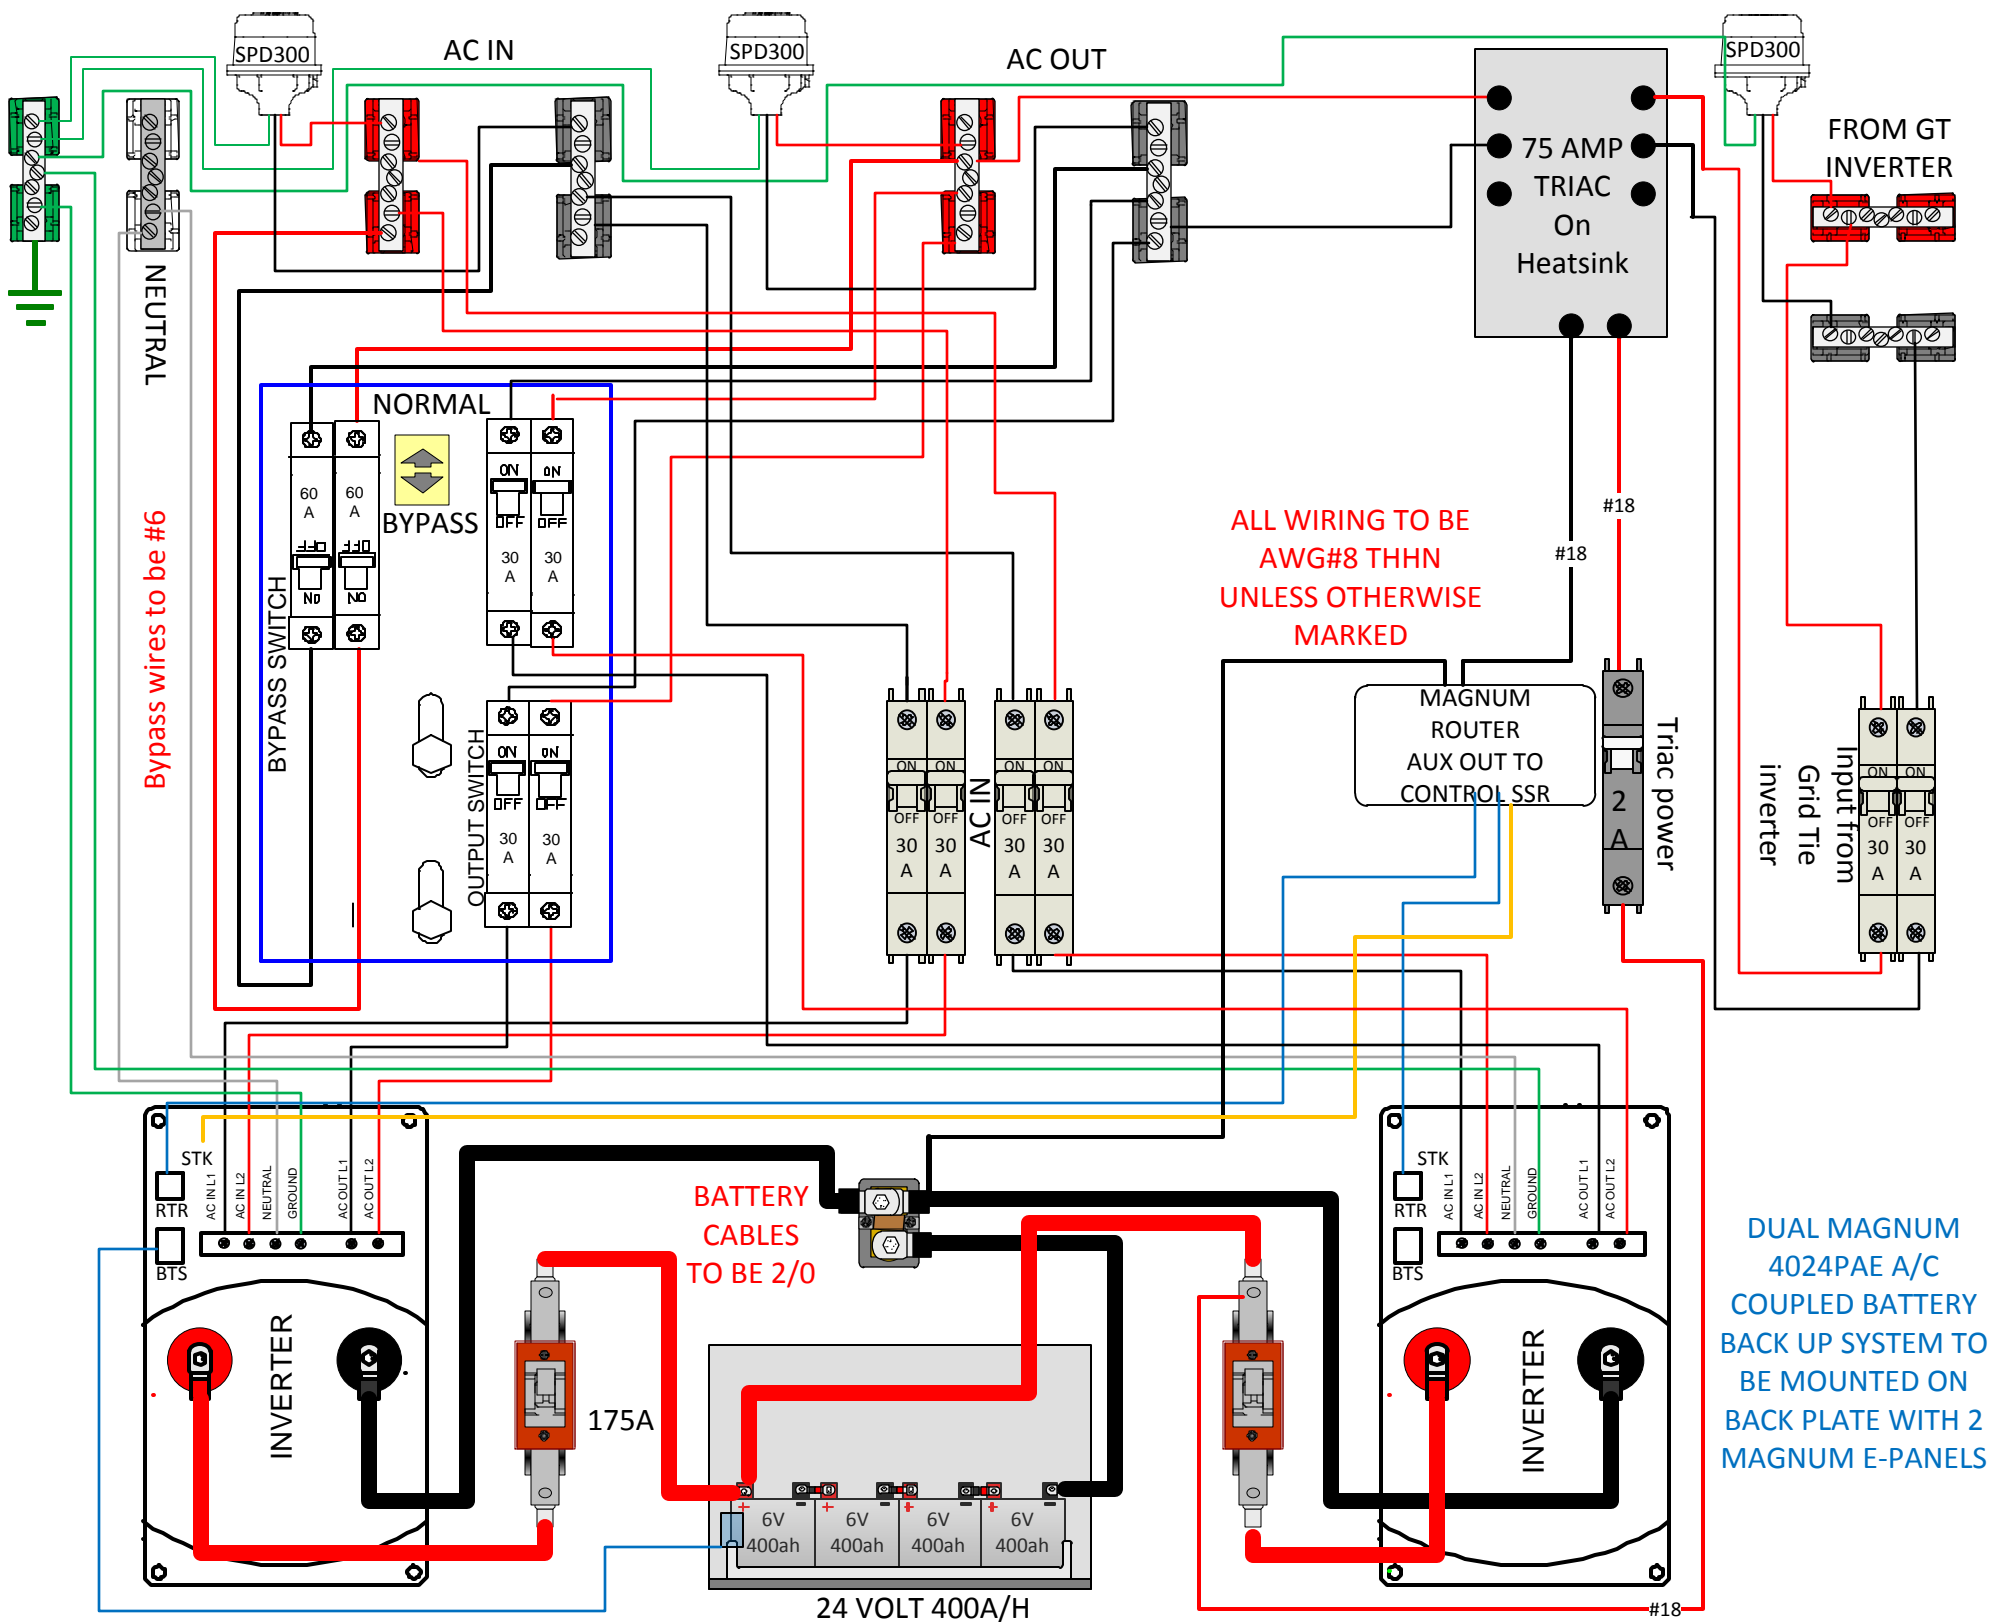 SPD300
AC IN
SPD300
AC OUT
SPD300
75 AMP
TRIAC
On
Heatsink
FROM GT
INVERTER
NEUTRAL
NORMAL
BYPASS
60
A
OFF
ON
60
A
OFF
ON
ON
OFF
30
A
ON
OFF
30
A
BYPASS SWITCH
Bypass wires to be #6
OUTPUT SWITCH
ON
OFF
30
A
ON
OFF
30
A
ALL WIRING TO BE
AWG#8 THHN
UNLESS OTHERWISE
MARKED
#18
#18
MAGNUM
ROUTER
AUX OUT TO
CONTROL SSR
ON
OFF
30
A
ON
OFF
30
A
AC IN
ON
OFF
30
A
ON
OFF
30
A
2
A
Triac power
Input from
Grid Tie
inverter
ON
OFF
30
A
ON
OFF
30
A
STK
RTR
BTS
AC IN L1
AC IN L2
NEUTRAL
GROUND
AC OUT L1
AC OUT L2
INVERTER
BATTERY
CABLES
TO BE 2/0
175A
STK
RTR
BTS
AC IN L1
AC IN L2
NEUTRAL
GROUND
AC OUT L1
AC OUT L2
INVERTER
DUAL MAGNUM
4024PAE A/C
COUPLED BATTERY
BACK UP SYSTEM TO
BE MOUNTED ON
BACK PLATE WITH 2
MAGNUM E-PANELS
+ - + - + - + -
6V
400ah
6V
400ah
6V
400ah
6V
400ah
24 VOLT 400A/H
#18